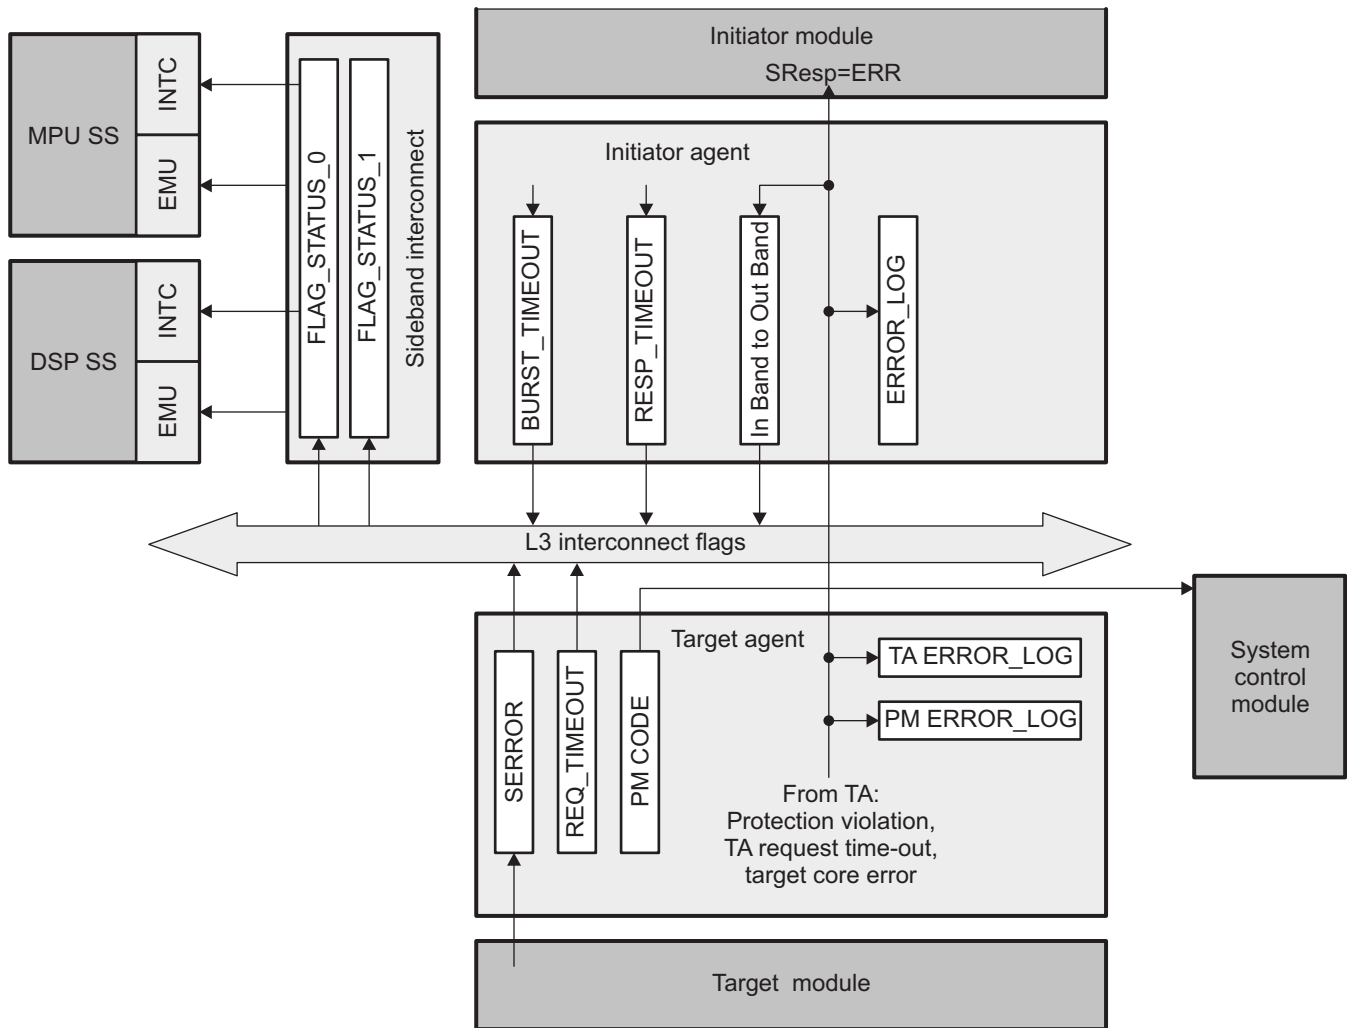 Initiator module
SResp=ERR
MPU SS
INTC
EMU
DSP SS
INTC
EMU
FLAG_STATUS_0
FLAG_STATUS_1
Sideband interconnect
Initiator agent
BURST_TIMEOUT
RESP_TIMEOUT
In Band to Out Band
ERROR_LOG
L3 interconnect flags
Target agent
SERROR
REQ_TIMEOUT
PM CODE
TA ERROR_LOG
PM ERROR_LOG
From TA:
Protection violation,
TA request time-out,
target core error
System
control
module
Target module